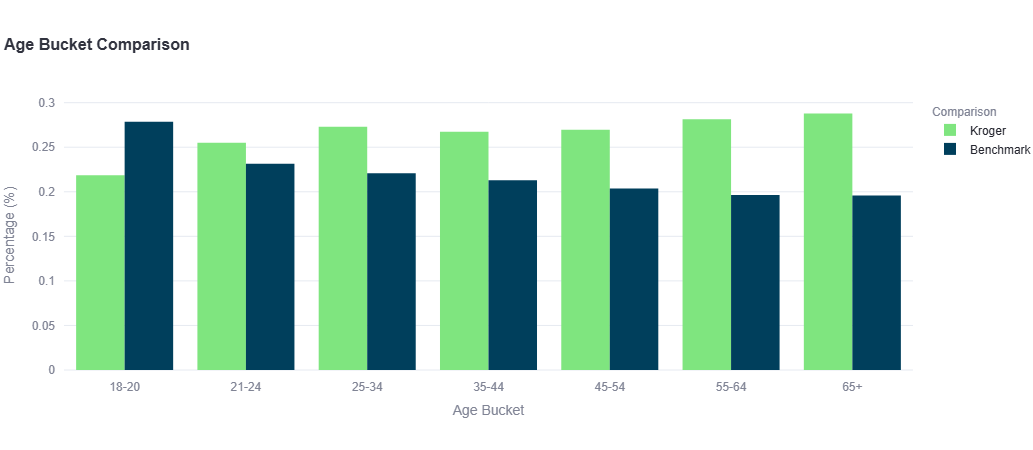 Age Bucket Comparison
Comparison
Kroger
Benchmark
Percentage (%)
0.3
0.25
0.2
0.15
0.1
0.05
0
18-20 21-24 25-34 35-44 45-54 55-64 65+
Age Bucket